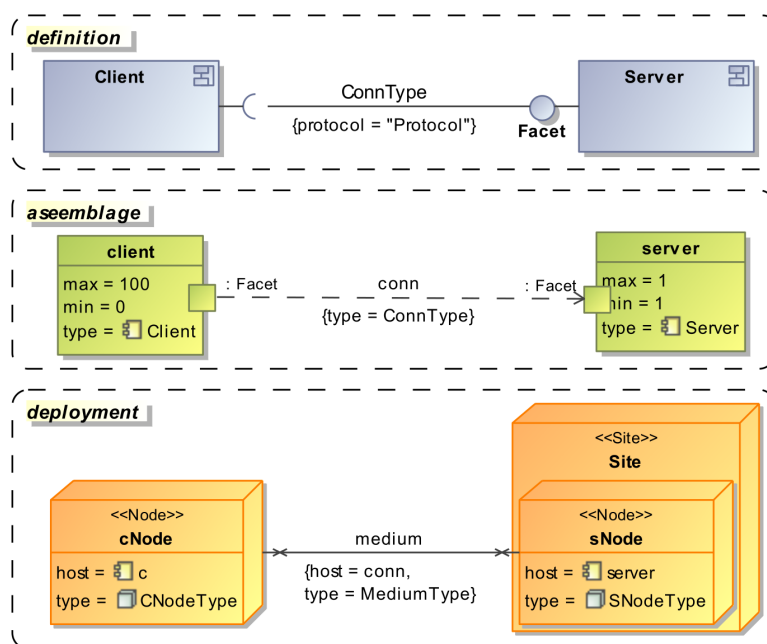 definition
Client
ConnType
{protocol = "Protocol"}
Facet
Server
aseemblage
client
max = 100
min = 0
type = Client
: Facet
conn
{type = ConnType}
: Facet
server
max = 1
min = 1
type = Server
deployment
<<Site>>
Site
<<Node>>
cNode
host = c
type = CNodeType
medium
{host = conn,
type = MediumType}
<<Node>>
sNode
host = server
type = SNodeType